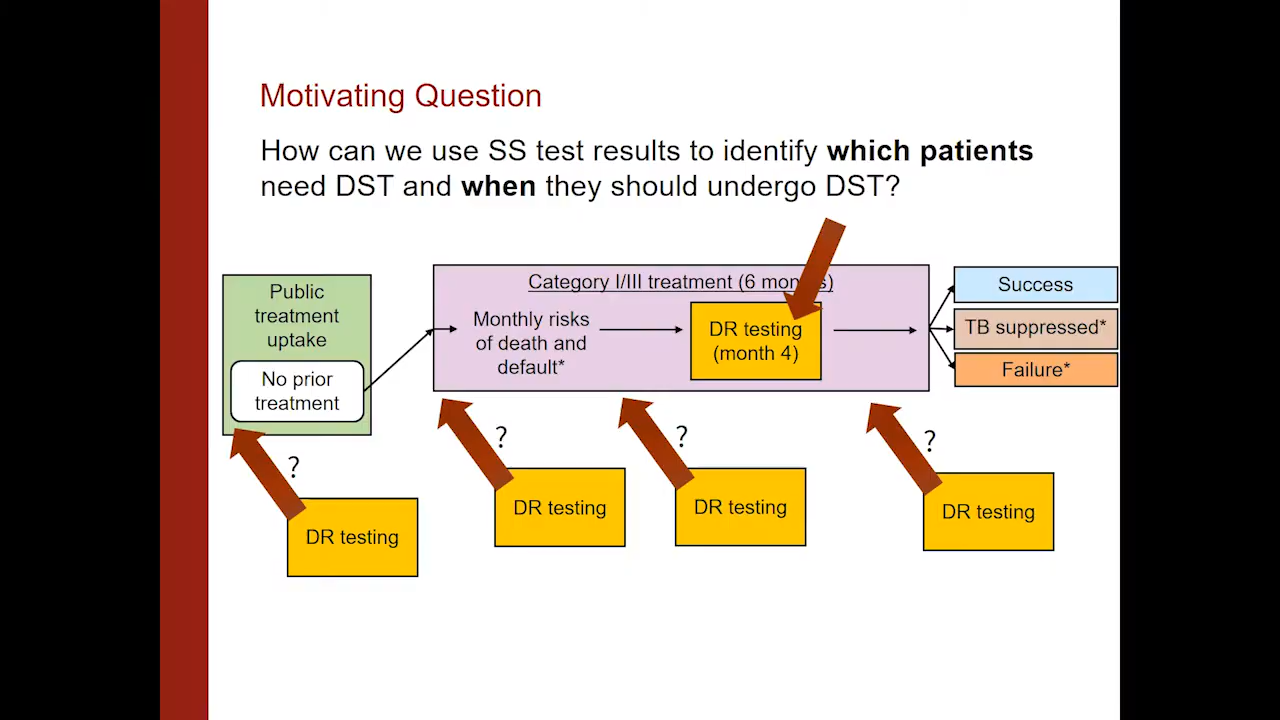 Motivating Question
How can we use SS test results to identify which patients
need DST and when they should undergo DST?
Public
treatment
uptake
No prior
treatment
Category I/III treatment (6 months)
Monthly risks
of death and
default*
DR testing
(month 4)
Success
TB suppressed*
Failure*
?
DR testing
?
DR testing
?
DR testing
?
DR testing